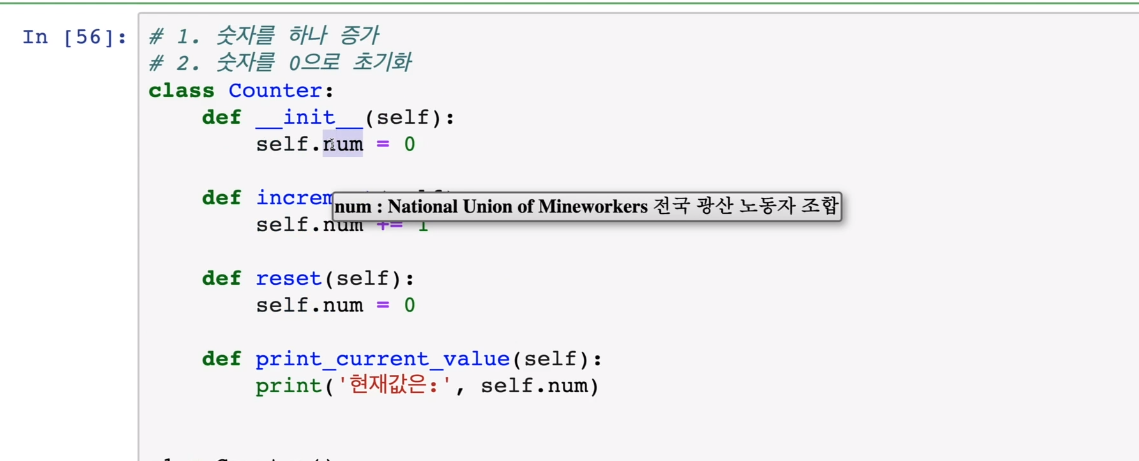 In [56]:
# 1. 숫자를 하나 증가
# 2. 숫자를 0으로 초기화
class Counter:
    def __init__(self):
        self.num = 0
    def
num : National Union of Mineworkers 전국 광산 노동자 조합
        self.num += 1
    def reset(self):
        self.num = 0
    def print_current_value(self):
        print('현재값은:', self.num)